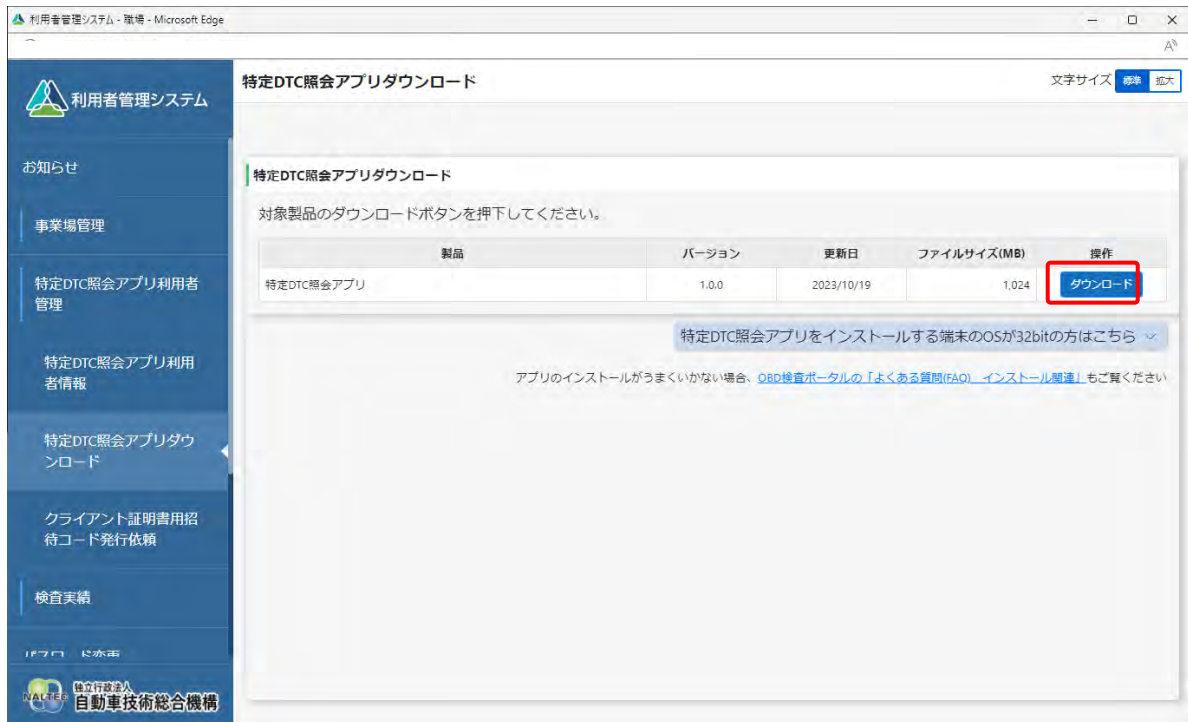 利用者管理システム - 職場 - Microsoft Edge
利用者管理システム
お知らせ
事業場管理
特定DTC照会アプリ利用者
管理
特定DTC照会アプリ利用
者情報
特定DTC照会アプリダウ
ンロード
クライアント証明書用招
待コード発行依頼
検査実績
パスワード変更
NALTEC
独立行政法人
自動車技術総合機構
特定DTC照会アプリダウンロード
文字サイズ 標準 拡大
特定DTC照会アプリダウンロード
対象製品のダウンロードボタンを押下してください。
製品 バージョン 更新日 ファイルサイズ(MB) 操作
特定DTC照会アプリ 1.0.0 2023/10/19 1,024 ダウンロード
特定DTC照会アプリをインストールする端末のOSが32bitの方はこちら
アプリのインストールがうまくいかない場合、OBD検査ポータルの「よくある質問(FAQ) インストール関連」もご覧ください